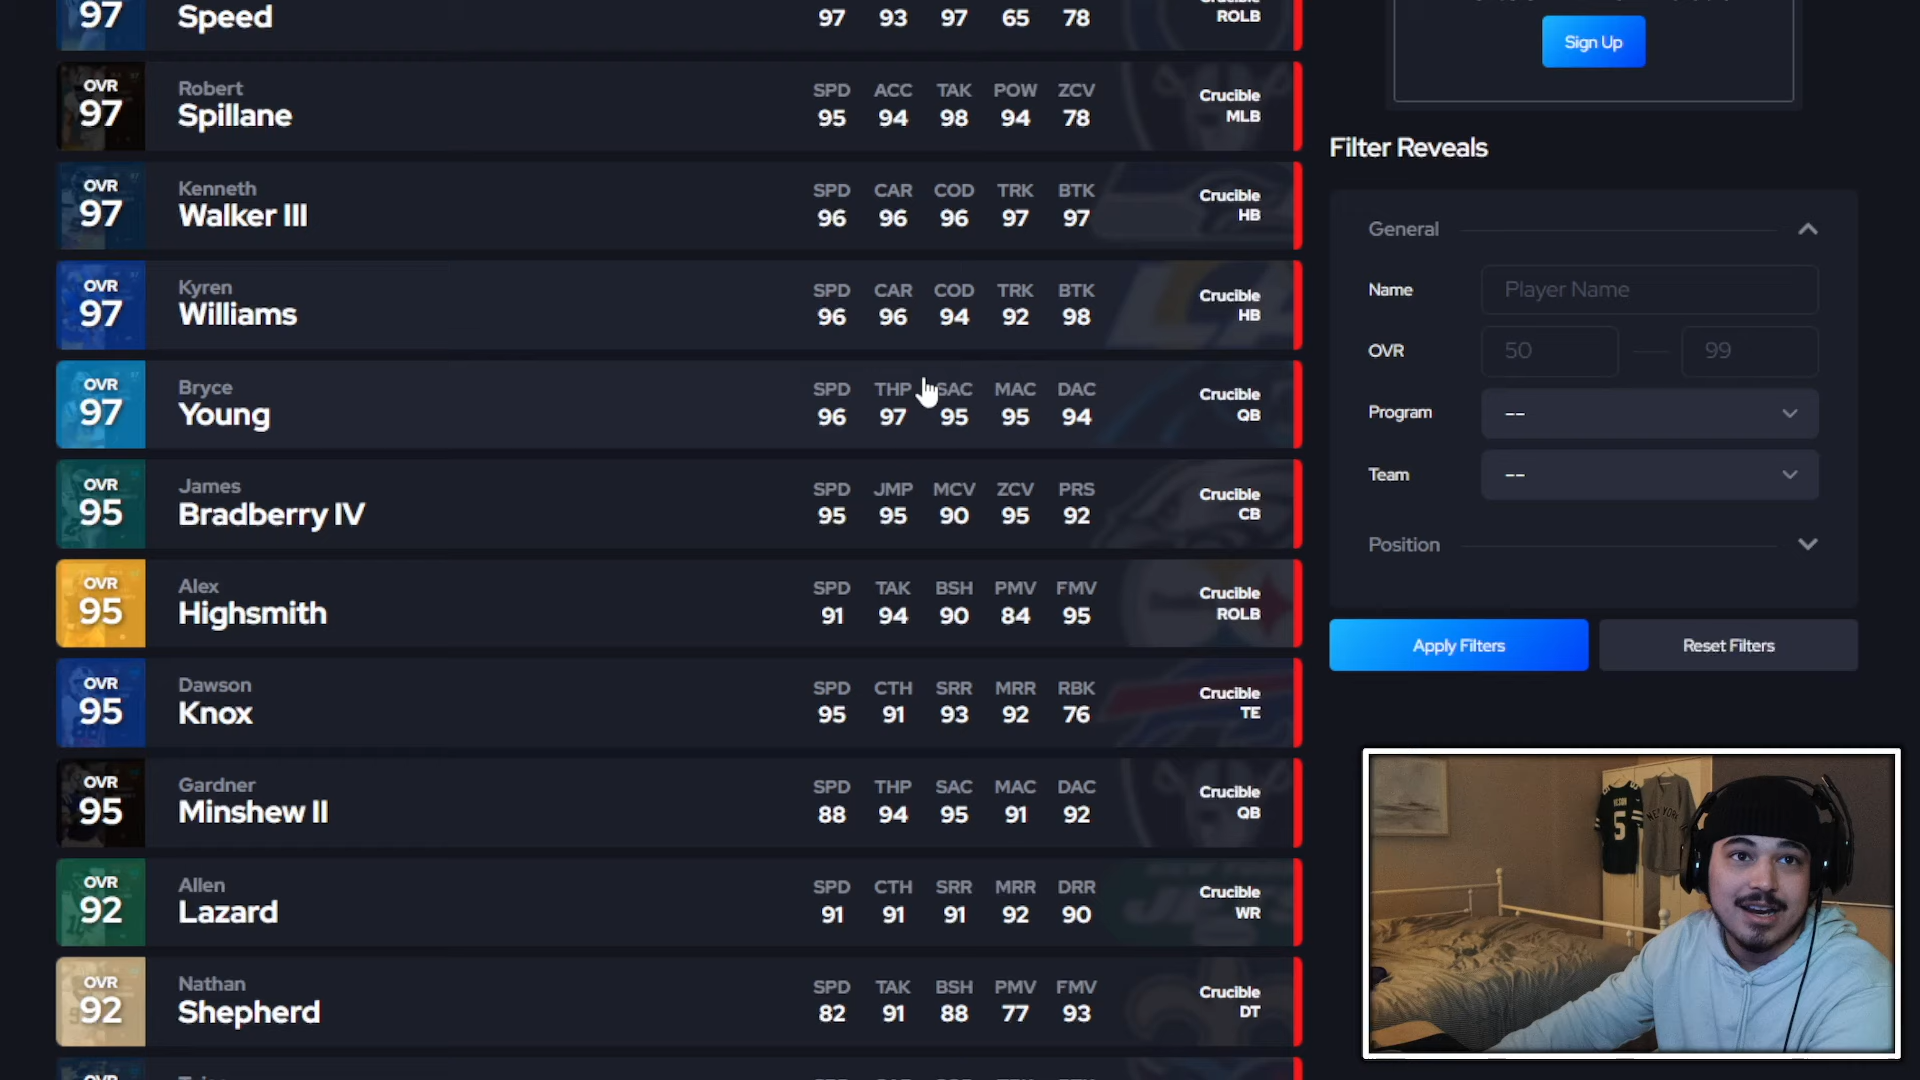 97 Speed 97 93 97 65 78 ROLB
Sign Up
OVR 97 Robert Spillane SPD ACC TAK POW ZCV 95 94 98 94 78 Crucible MLB
OVR 97 Kenneth Walker III SPD CAR COD TRK BTK 96 96 96 97 97 Crucible HB
OVR 97 Kyren Williams SPD CAR COD TRK BTK 96 96 94 92 98 Crucible HB
OVR 97 Bryce Young SPD THP SAC MAC DAC 96 97 95 95 94 Crucible QB
OVR 95 James Bradberry IV SPD JMP MCV ZCV PRS 95 95 90 95 92 Crucible CB
OVR 95 Alex Highsmith SPD TAK BSH PMV FMV 91 94 90 84 95 Crucible ROLB
OVR 95 Dawson Knox SPD CTH SRR MRR RBK 95 91 93 92 76 Crucible TE
OVR 95 Gardner Minshew II SPD THP SAC MAC DAC 88 94 95 91 92 Crucible QB
OVR 92 Allen Lazard SPD CTH SRR MRR DRR 91 91 91 92 90 Crucible WR
OVR 92 Nathan Shepherd SPD TAK BSH PMV FMV 82 91 88 77 93 Crucible DT
Filter Reveals
General
Name Player Name
OVR 50 — 99
Program --
Team --
Position
Apply Filters Reset Filters
5
NEW YORK